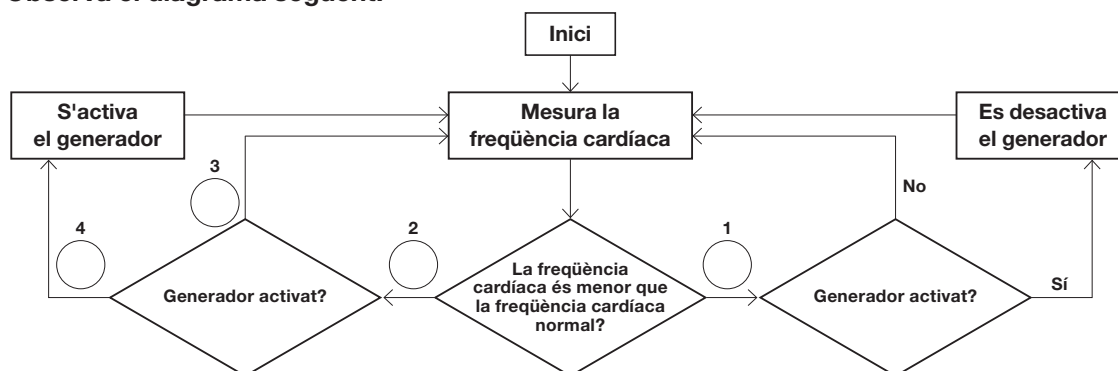 Observa el diagrama següent.
Inici
S'activa
el generador
Mesura la
freqüència cardíaca
Es desactiva
el generador
3
No
4
2
1
Generador activat?
La freqüència
cardíaca és menor que
la freqüència cardíaca
normal?
Generador activat?
Sí